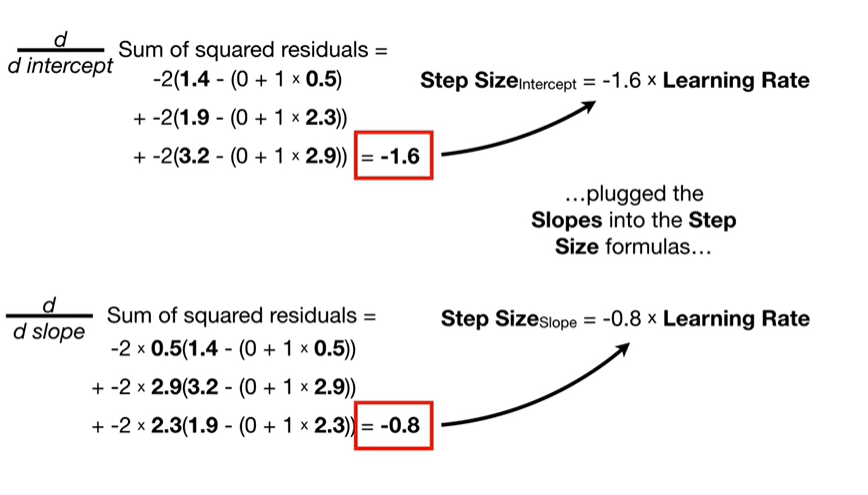 d
d intercept
Sum of squared residuals =
-2(1.4 - (0 + 1 × 0.5)
+ -2(1.9 - (0 + 1 × 2.3))
+ -2(3.2 - (0 + 1 × 2.9)) = -1.6
Step SizeIntercept = -1.6 × Learning Rate
…plugged the
Slopes into the Step
Size formulas…
d
d slope
Sum of squared residuals =
-2 × 0.5(1.4 - (0 + 1 × 0.5))
+ -2 × 2.9(3.2 - (0 + 1 × 2.9))
+ -2 × 2.3(1.9 - (0 + 1 × 2.3)) = -0.8
Step SizeSlope = -0.8 × Learning Rate